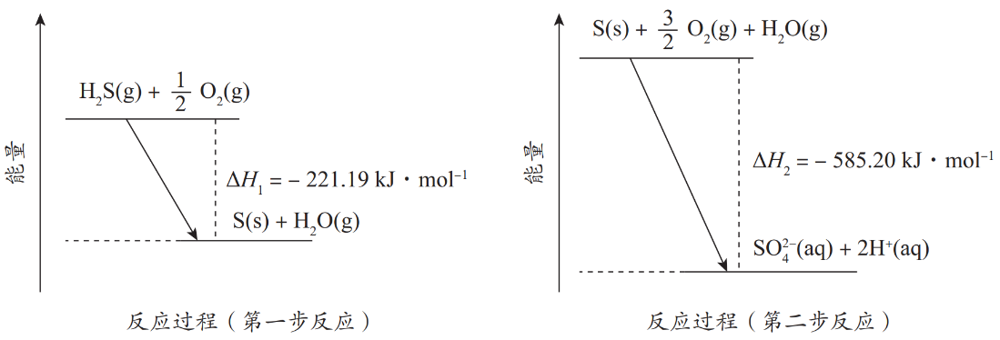 H₂S(g) + 1/2 O₂(g)
能量
ΔH₁ = − 221.19 kJ·mol⁻¹
S(s) + H₂O(g)
反应过程（第一步反应）
S(s) + 3/2 O₂(g) + H₂O(g)
能量
ΔH₂ = − 585.20 kJ·mol⁻¹
SO₄²⁻(aq) + 2H⁺(aq)
反应过程（第二步反应）